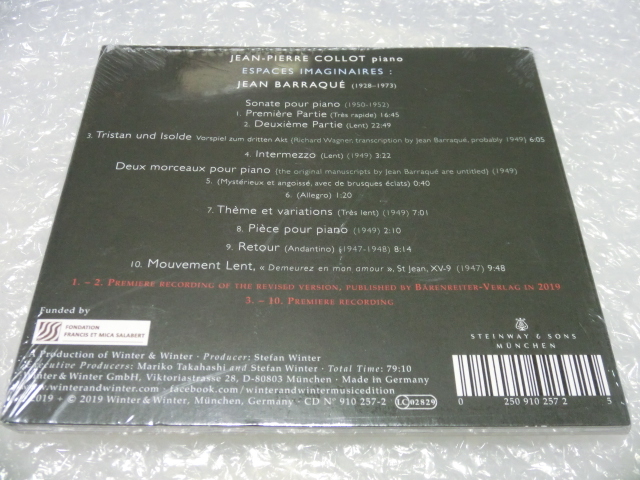 JEAN-PIERRE COLLOT piano
ESPACES IMAGINAIRES :
JEAN BARRAQUÉ (1928–1973)
Sonate pour piano (1950-1952)
1. Première Partie (Très rapide) 16:45
2. Deuxième Partie (Lent) 22:49
3. Tristan und Isolde Vorspiel zum dritten Akt (Richard Wagner, transcription by Jean Barraqué, probably 1949) 6:05
4. Intermezzo (Lent) (1949) 3:22
Deux morceaux pour piano (the original manuscripts by Jean Barraqué are untitled) (1949)
5. (Mystérieux et angoissé, avec de brusques éclats) 0:40
6. (Allegro) 1:20
7. Thème et variations (Très lent) (1949) 7:01
8. Pièce pour piano (1949) 2:10
9. Retour (Andantino) (1947-1948) 8:14
10. Mouvement Lent, « Demeurez en mon amour », St Jean, XV-9 (1947) 9:48
1. – 2. Premiere recording of the revised version, published by Bärenreiter-Verlag in 2019
3. – 10. Premiere recording
Funded by
FONDATION
FRANCIS ET MICA SALABERT
STEINWAY & SONS
MÜNCHEN
A Production of Winter & Winter · Producer: Stefan Winter
Executive Producers: Mariko Takahashi and Stefan Winter · Total Time: 79:10
Winter & Winter GmbH, Viktoriastrasse 28, D-80803 München · Made in Germany
www.winterandwinter.com · facebook.com/winterandwintermusicedition
℗ 2019 · © 2019 Winter & Winter, München, Germany · CD N° 910 257-2
LC 02829
0 250910 2572 5